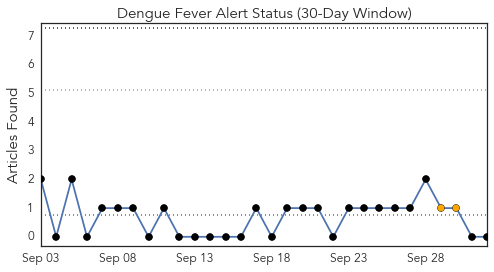 Dengue Fever Alert Status (30-Day Window)
Articles Found
7
6
5
4
3
2
1
0
Sep 03 Sep 08 Sep 13 Sep 18 Sep 23 Sep 28